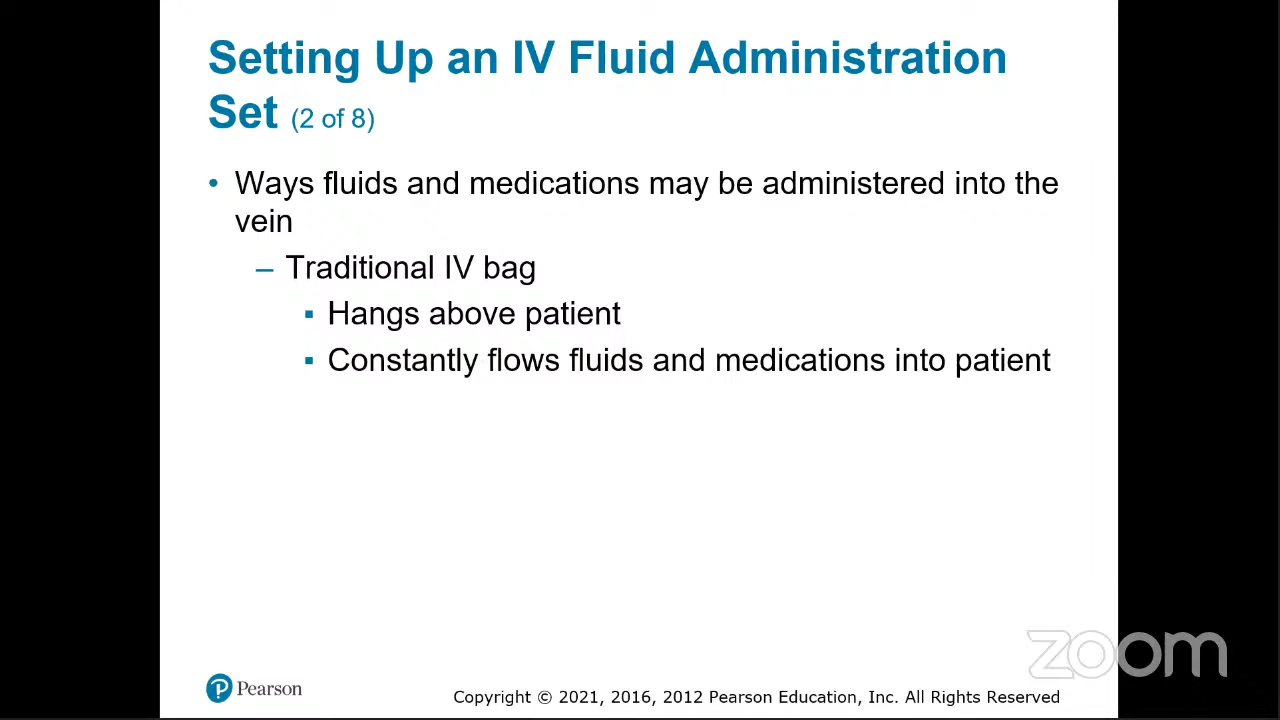 Setting Up an IV Fluid Administration
Set (2 of 8)
• Ways fluids and medications may be administered into the
vein
– Traditional IV bag
▪ Hangs above patient
▪ Constantly flows fluids and medications into patient
zoom
Pearson
Copyright © 2021, 2016, 2012 Pearson Education, Inc. All Rights Reserved